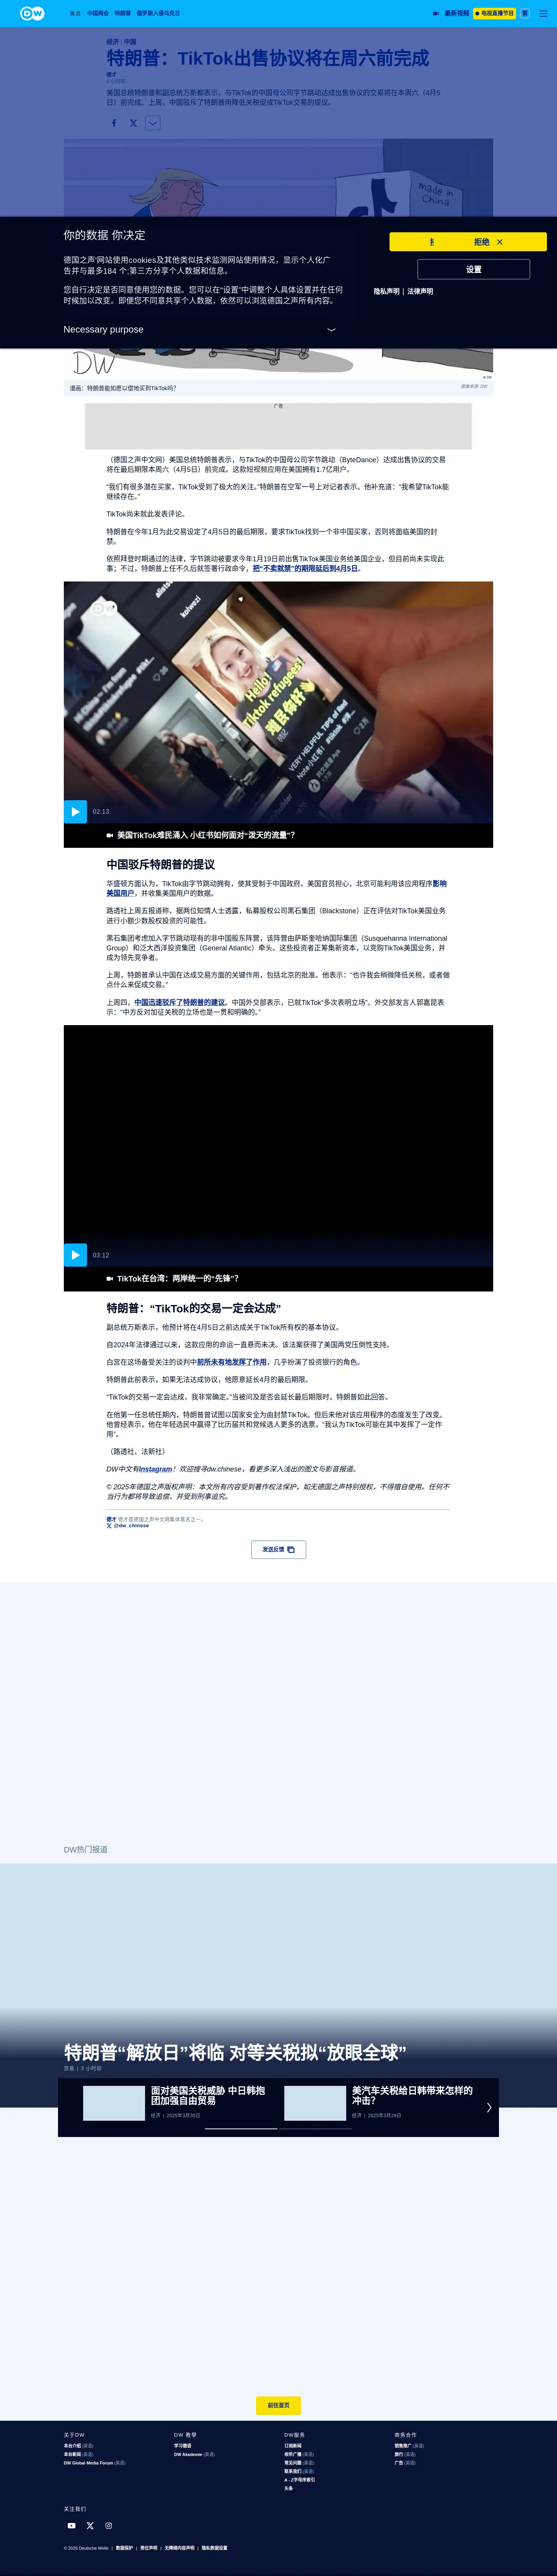 DW
焦点 中国两会 特朗普 俄罗斯入侵乌克兰
最新视频 电视直播节目 繁
经济 | 中国
特朗普：TikTok出售协议将在周六前完成
德才
2小时前
美国总统特朗普和副总统万斯都表示，与TikTok的中国母公司字节跳动达成出售协议的交易将在本周六（4月5
日）前完成。上周，中国驳斥了特朗普用降低关税促成TikTok交易的提议。
made in
China
你的数据 你决定
德国之声'网站使用cookies及其他类似技术监测网站使用情况，显示个人化广
告并与最多184 个;第三方分享个人数据和信息。
您自行决定是否同意使用您的数据。您可以在“设置”中调整个人具体设置并在任何
时候加以改变。即便您不同意共享个人数据，依然可以浏览德国之声所有内容。
Necessary purpose
拒绝
设置
隐私声明 | 法律声明
DW
漫画：特朗普能如愿以偿地买到TikTok吗？
图像来源: DW
广告
（德国之声中文网）美国总统特朗普表示，与TikTok的中国母公司字节跳动（ByteDance）达成出售协议的交易
将在最后期限本周六（4月5日）前完成。这款短视频应用在美国拥有1.7亿用户。
“我们有很多潜在买家，TikTok受到了极大的关注。”特朗普在空军一号上对记者表示。他补充道：“我希望TikTok能
继续存在。”
TikTok尚未就此发表评论。
特朗普在今年1月为此交易设定了4月5日的最后期限，要求TikTok找到一个非中国买家，否则将面临美国的封
禁。
依照拜登时期通过的法律，字节跳动被要求今年1月19日前出售TikTok美国业务给美国企业，但目前尚未实现此
事；不过，特朗普上任不久后就签署行政命令，把“不卖就禁”的期限延后到4月5日。
kolwezi
Hello!
Tiktok refugee!
难民你好
VERY HELPFUL TIPS of Red
Note小红书!
02:13
美国TikTok难民涌入 小红书如何面对“泼天的流量”？
中国驳斥特朗普的提议
华盛顿方面认为，TikTok由字节跳动拥有，使其受制于中国政府。美国官员担心，北京可能利用该应用程序影响
美国用户，并收集美国用户的数据。
路透社上周五报道称，据两位知情人士透露，私募股权公司黑石集团（Blackstone）正在评估对TikTok美国业务
进行小额少数股权投资的可能性。
黑石集团考虑加入字节跳动现有的非中国股东阵营，该阵营由萨斯奎哈纳国际集团（Susquehanna International
Group）和泛大西洋投资集团（General Atlantic）牵头。这些投资者正筹集新资本，以竞购TikTok美国业务，并
成为领先竞争者。
上周，特朗普承认中国在达成交易方面的关键作用，包括北京的批准。他表示：“也许我会稍微降低关税，或者做
点什么来促成交易。”
上周四，中国迅速驳斥了特朗普的建议。中国外交部表示，已就TikTok“多次表明立场”。外交部发言人郭嘉昆表
示：“中方反对加征关税的立场也是一贯和明确的。”
03:12
TikTok在台湾：两岸统一的“先锋”？
特朗普：“TikTok的交易一定会达成”
副总统万斯表示，他预计将在4月5日之前达成关于TikTok所有权的基本协议。
自2024年法律通过以来，这款应用的命运一直悬而未决。该法案获得了美国两党压倒性支持。
白宫在这场备受关注的谈判中前所未有地发挥了作用，几乎扮演了投资银行的角色。
特朗普此前表示，如果无法达成协议，他愿意延长4月的最后期限。
“TikTok的交易一定会达成，我非常确定。”当被问及是否会延长最后期限时，特朗普如此回答。
在他第一任总统任期内，特朗普曾试图以国家安全为由封禁TikTok。但后来他对该应用程序的态度发生了改变。
他曾经表示，他在年轻选民中赢得了比历届共和党候选人更多的选票，“我认为TikTok可能在其中发挥了一定作
用”。
（路透社、法新社）
DW中文有Instagram！欢迎搜寻dw.chinese，看更多深入浅出的图文与影音报道。
© 2025年德国之声版权声明：本文所有内容受到著作权法保护，如无德国之声特别授权，不得擅自使用。任何不
当行为都将导致追偿，并受到刑事追究。
德才 德才是德国之声中文网集体笔名之一。
@dw_chinese
发送反馈
DW热门报道
特朗普“解放日”将临 对等关税拟“放眼全球”
贸易 | 3 小时前
面对美国关税威胁 中日韩抱
团加强自由贸易
经济 | 2025年3月30日
美汽车关税给日韩带来怎样的
冲击？
经济 | 2025年3月29日
前往首页
关于DW
本台介绍 (英语)
本台新闻 (英语)
DW Global Media Forum (英语)
DW 教学
学习德语
DW Akademie (英语)
DW服务
订阅新闻
收听广播 (英语)
常见问题 (英语)
联系我们 (英语)
A - Z字母序索引
头条
商务合作
销售推广 (英语)
旅行 (英语)
广告 (英语)
关注我们
© 2025 Deutsche Welle | 数据保护 | 责任声明 | 无障碍内容声明 | 隐私数据设置